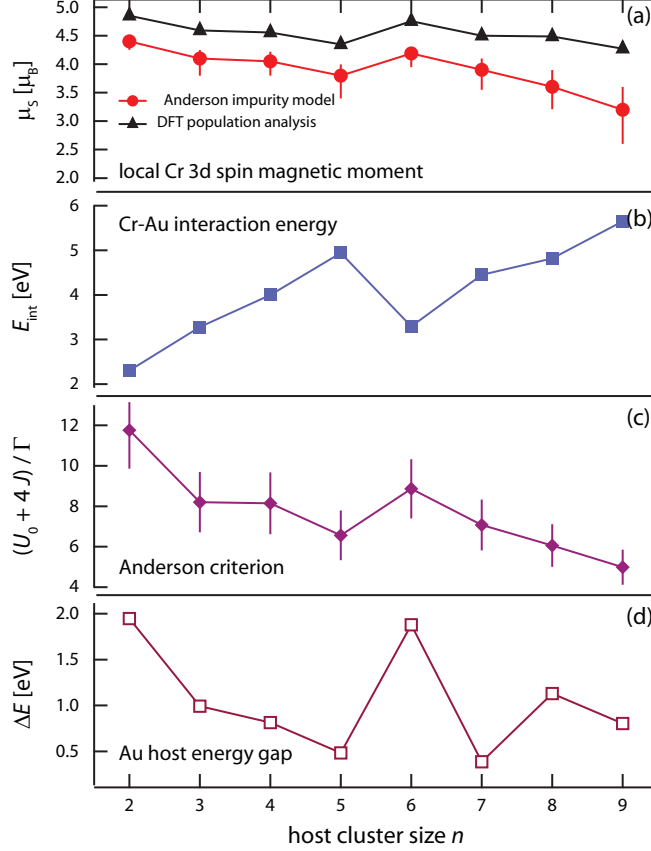 (a)
5.0
4.5
4.0
3.5
3.0
2.5
2.0
μS [μB]
Anderson impurity model
DFT population analysis
local Cr 3d spin magnetic moment
(b)
Cr-Au interaction energy
6
5
4
3
2
Eint [eV]
(c)
12
10
8
6
4
(U0 + 4 J) / Γ
Anderson criterion
(d)
2.0
1.5
1.0
0.5
ΔE [eV]
Au host energy gap
2 3 4 5 6 7 8 9
host cluster size n